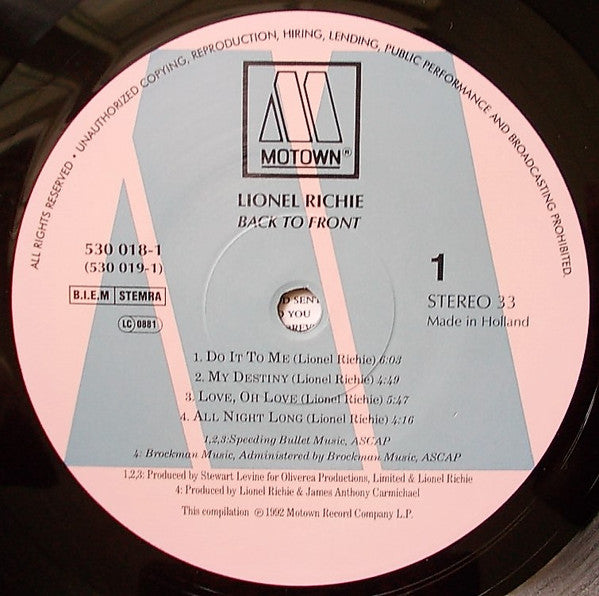 ALL RIGHTS RESERVED • UNAUTHORIZED COPYING, REPRODUCTION, HIRING, LENDING, PUBLIC PERFORMANCE AND BROADCASTING PROHIBITED.
MOTOWN®
LIONEL RICHIE
BACK TO FRONT
530 018-1
(530 019-1)
B.I.E.M STEMRA
LC 0881
1
STEREO 33
Made in Holland
D SENT
YOU
1. DO IT TO ME (Lionel Richie) 6:03
2. MY DESTINY (Lionel Richie) 4:49
3. LOVE, OH LOVE (Lionel Richie) 5:47
4. ALL NIGHT LONG (Lionel Richie) 4:16
1,2,3:Speeding Bullet Music, ASCAP
4: Brockman Music, Administered by Brockman Music, ASCAP
1,2,3: Produced by Stewart Levine for Oliverea Productions, Limited & Lionel Richie
4: Produced by Lionel Richie & James Anthony Carmichael
This compilation ℗ 1992 Motown Record Company L.P.